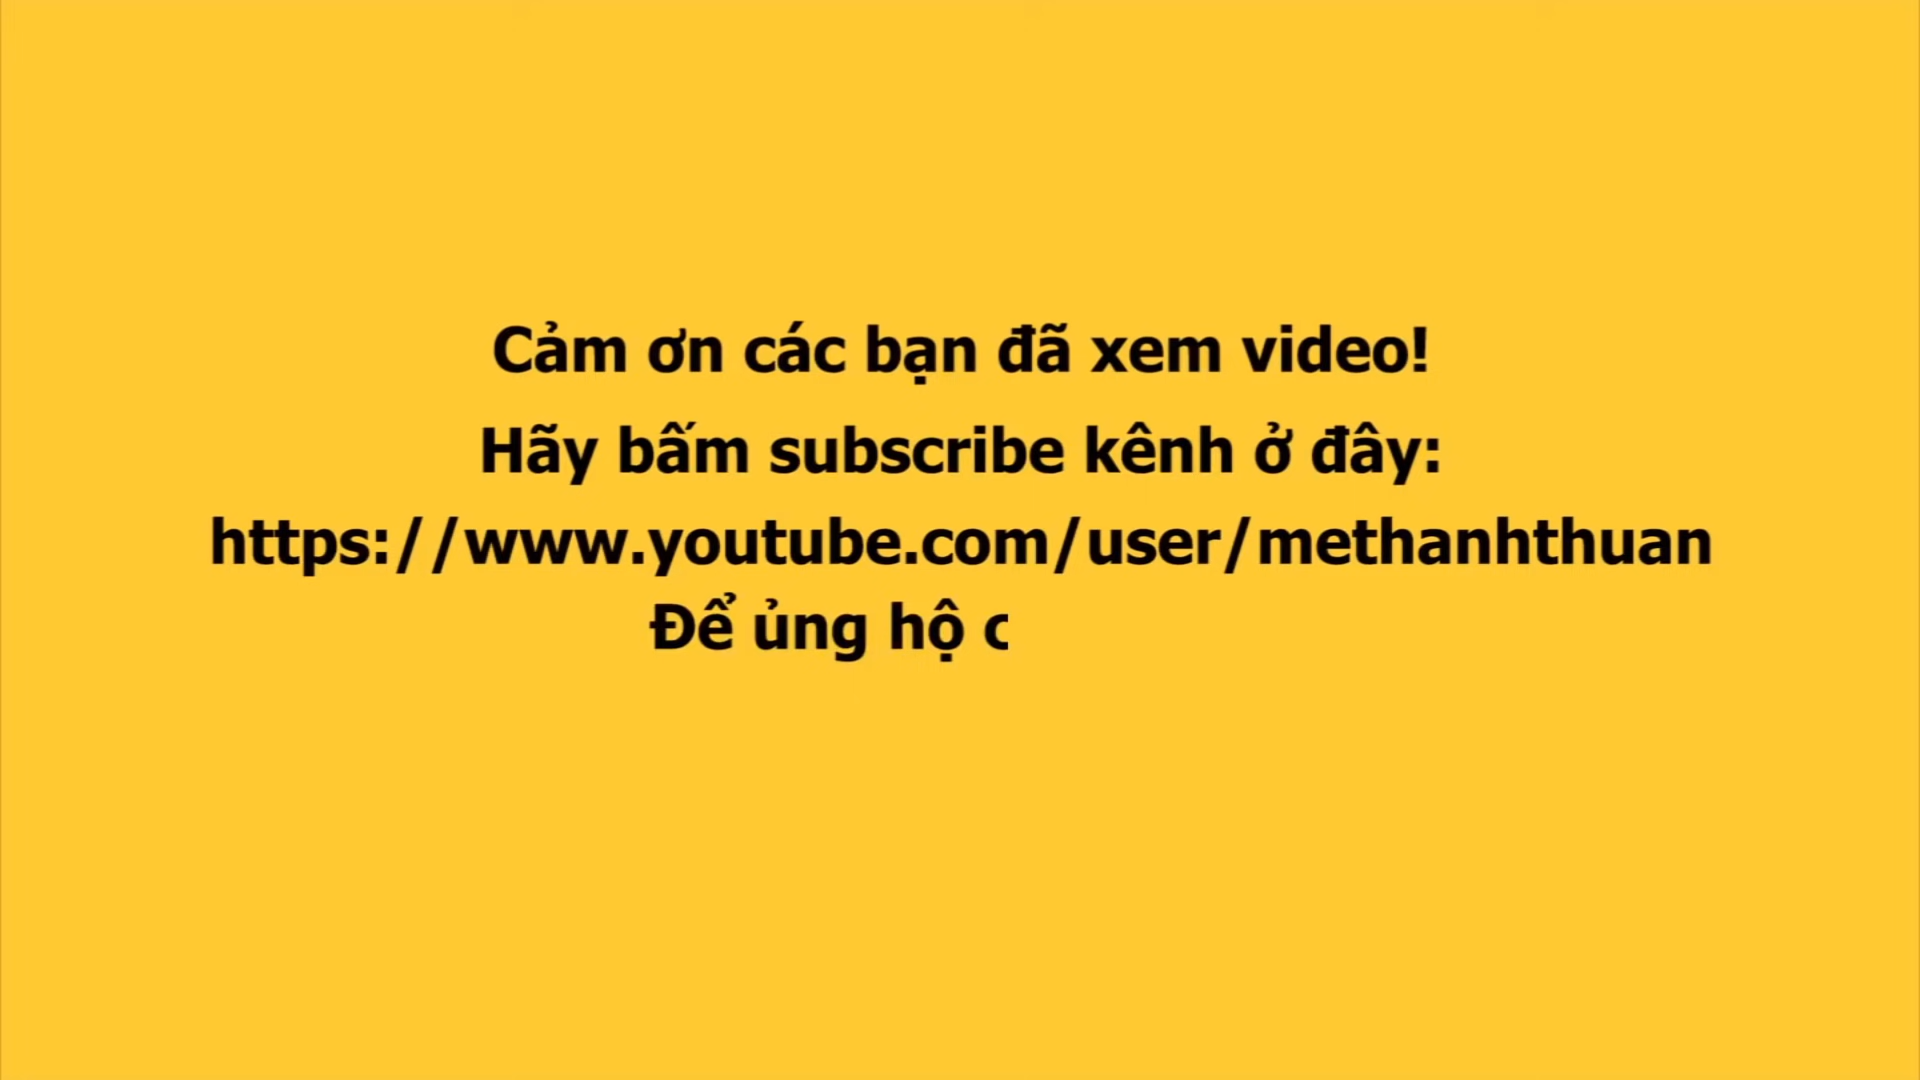 Cảm ơn các bạn đã xem video!
Hãy bấm subscribe kênh ở đây:
https://www.youtube.com/user/methanhthuan
Để ủng hộ c